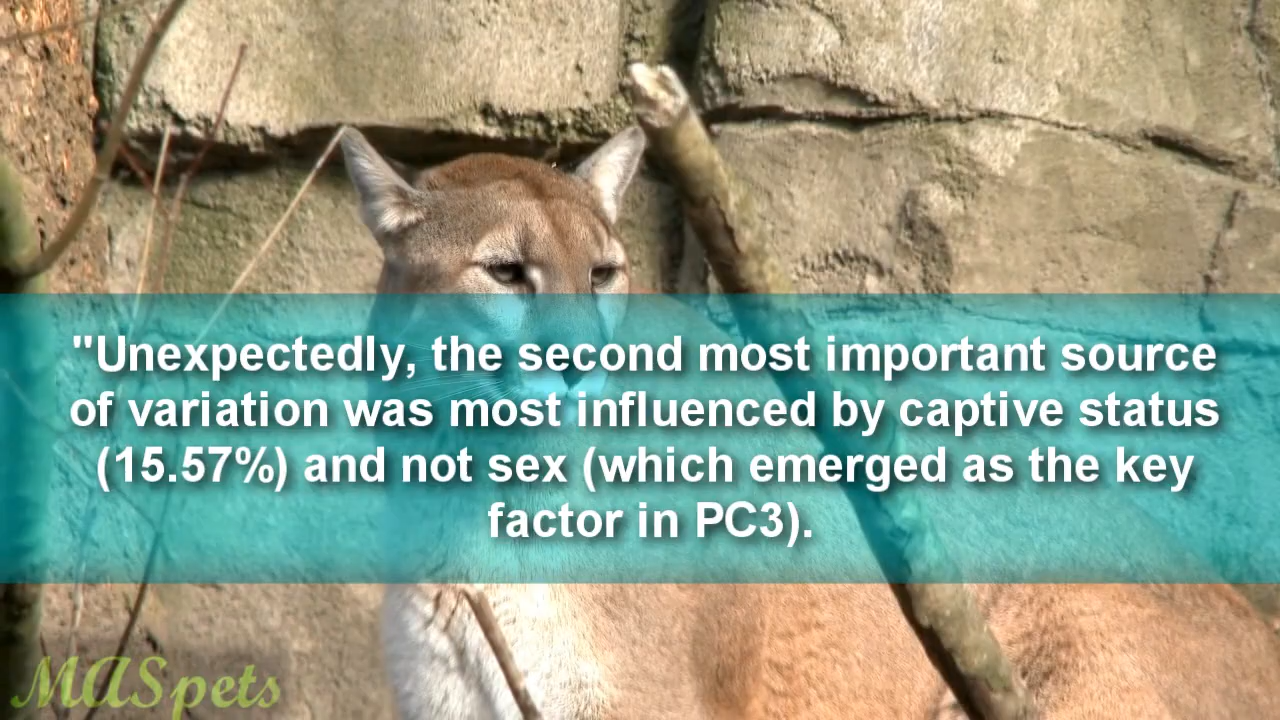 "Unexpectedly, the second most important source
of variation was most influenced by captive status
(15.57%) and not sex (which emerged as the key
factor in PC3).
MASpets